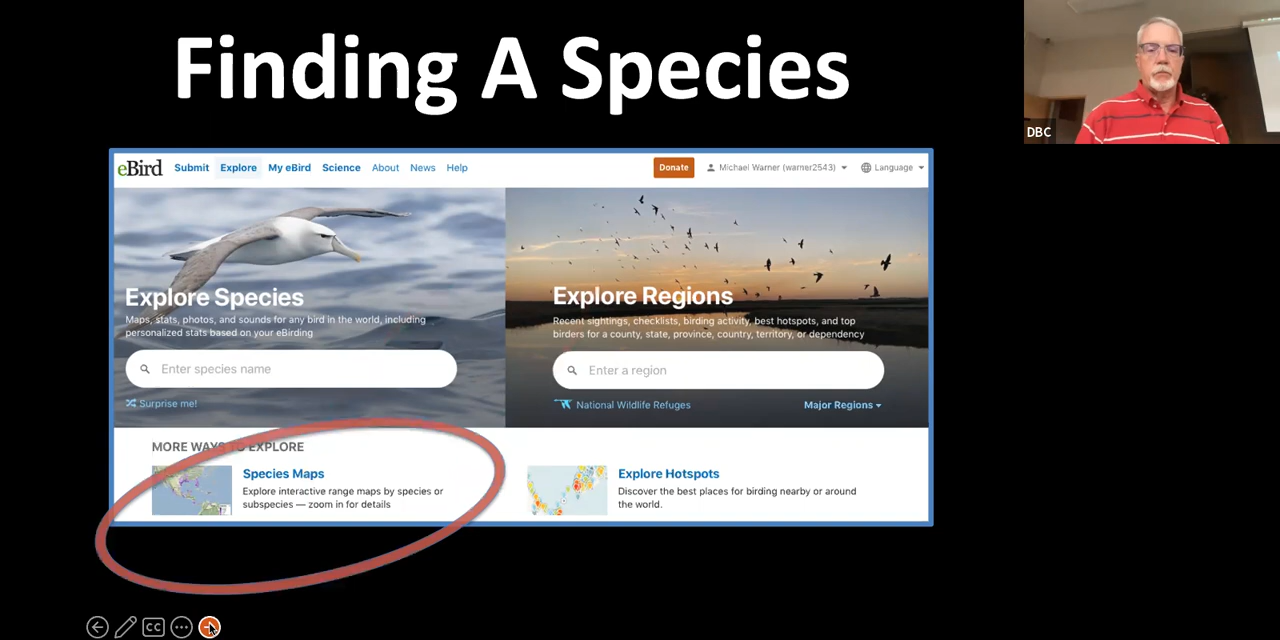 Finding A Species
DBC
eBird Submit Explore My eBird Science About News Help Donate Michael Warner (warner2543) Language
Explore Species
Maps, stats, photos, and sounds for any bird in the world, including
personalized stats based on your eBirding
Enter species name
Surprise me!
Explore Regions
Recent sightings, checklists, birding activity, best hotspots, and top
birders for a county, state, province, country, territory, or dependency
Enter a region
National Wildlife Refuges Major Regions
MORE WAYS TO EXPLORE
Species Maps
Explore interactive range maps by species or
subspecies — zoom in for details
Explore Hotspots
Discover the best places for birding nearby or around
the world.
CC